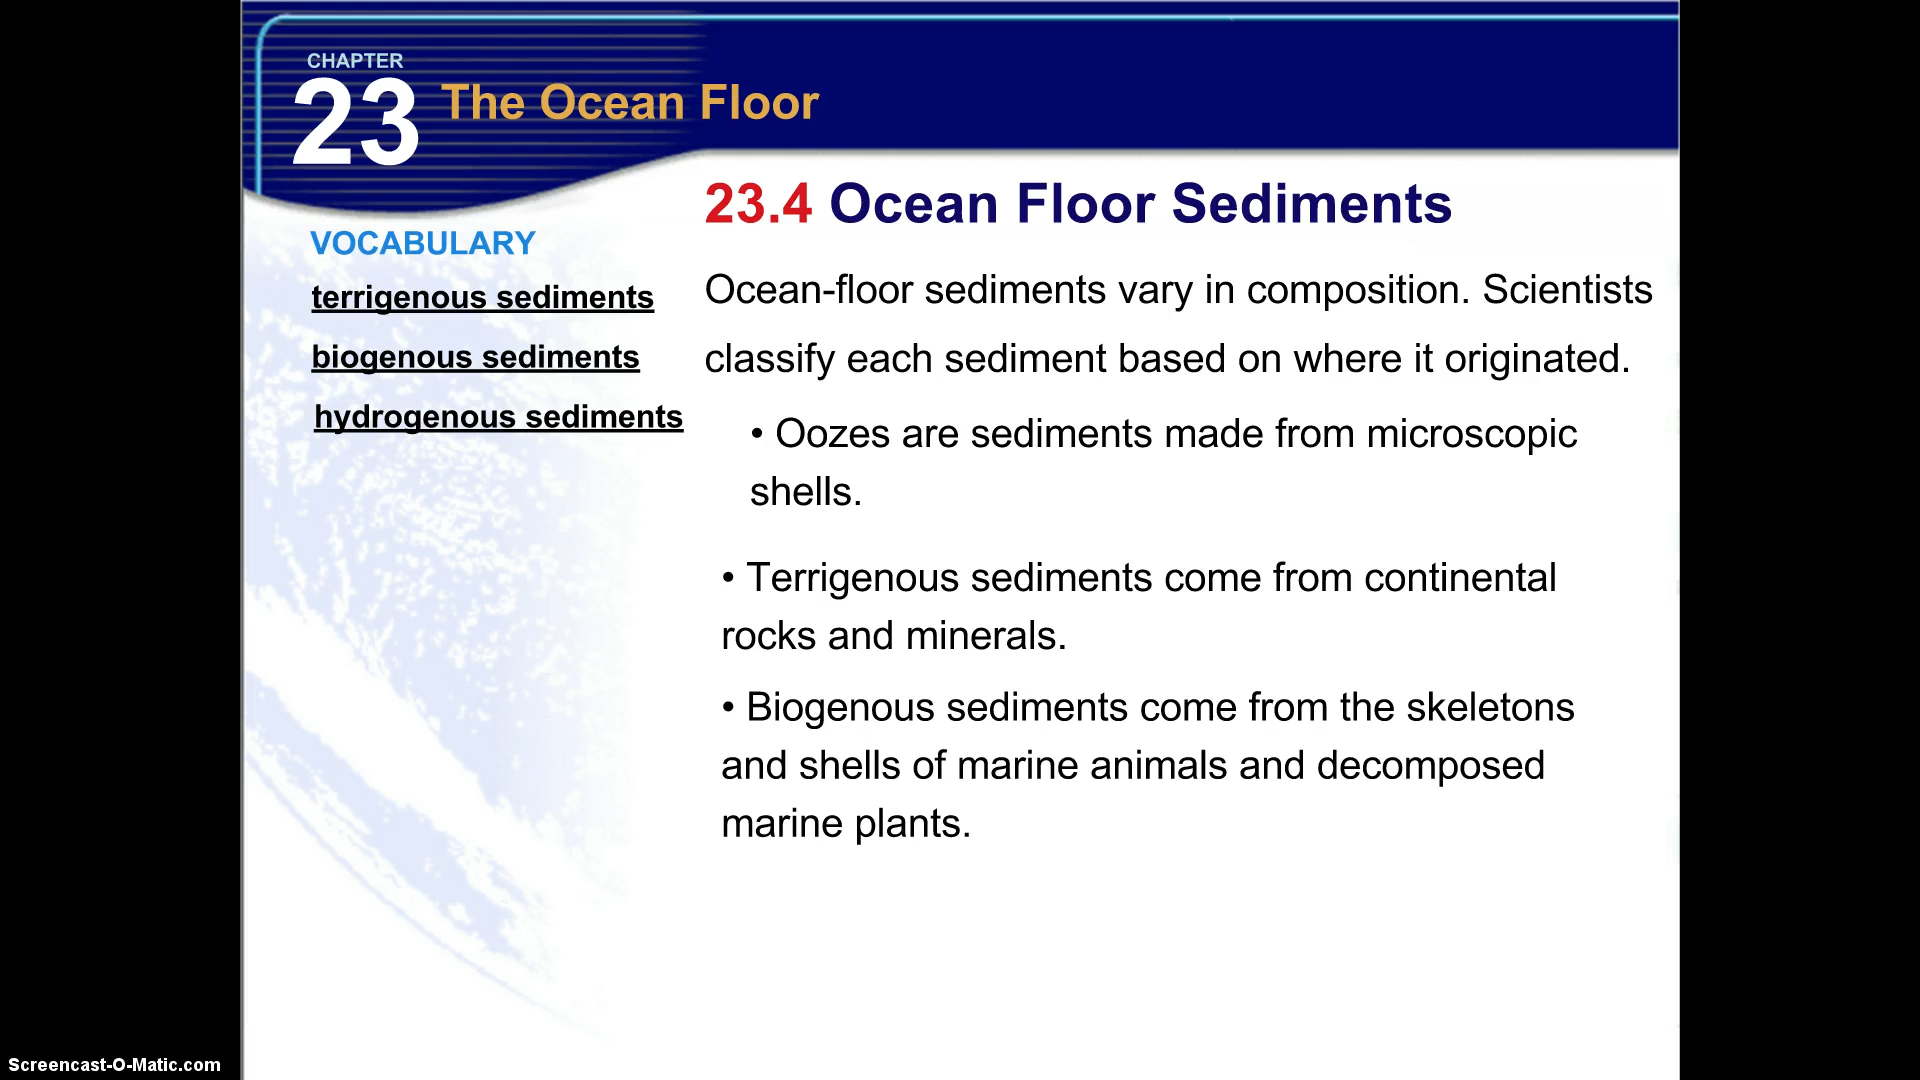 CHAPTER
23
The Ocean Floor
23.4 Ocean Floor Sediments
VOCABULARY
terrigenous sediments
biogenous sediments
hydrogenous sediments
Ocean-floor sediments vary in composition. Scientists
classify each sediment based on where it originated.
• Oozes are sediments made from microscopic
shells.
• Terrigenous sediments come from continental
rocks and minerals.
• Biogenous sediments come from the skeletons
and shells of marine animals and decomposed
marine plants.
Screencast-O-Matic.com